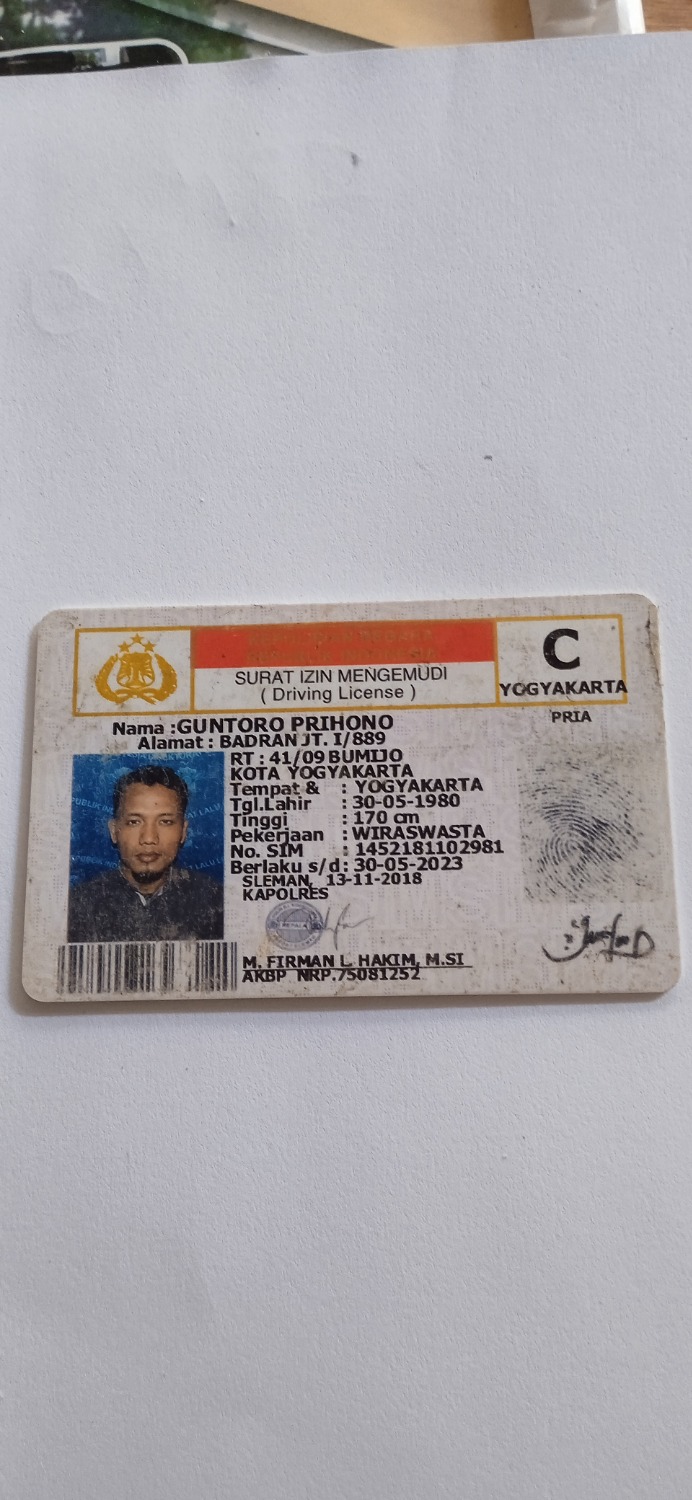 SURAT IZIN MENGEMUDI
( Driving License )
C
YOGYAKARTA
PRIA
Nama :GUNTORO PRIHONO
Alamat : BADRAN JT. I/889
RT : 41/09 BUMIJO
KOTA YOGYAKARTA
Tempat & : YOGYAKARTA
Tgl.Lahir : 30-05-1980
Tinggi : 170 cm
Pekerjaan : WIRASWASTA
No. SIM : 1452181102981
Berlaku s/d : 30-05-2023
SLEMAN, 13-11-2018
KAPOLRES
M. FIRMAN L. HAKIM, M.SI
AKBP NRP.75081252